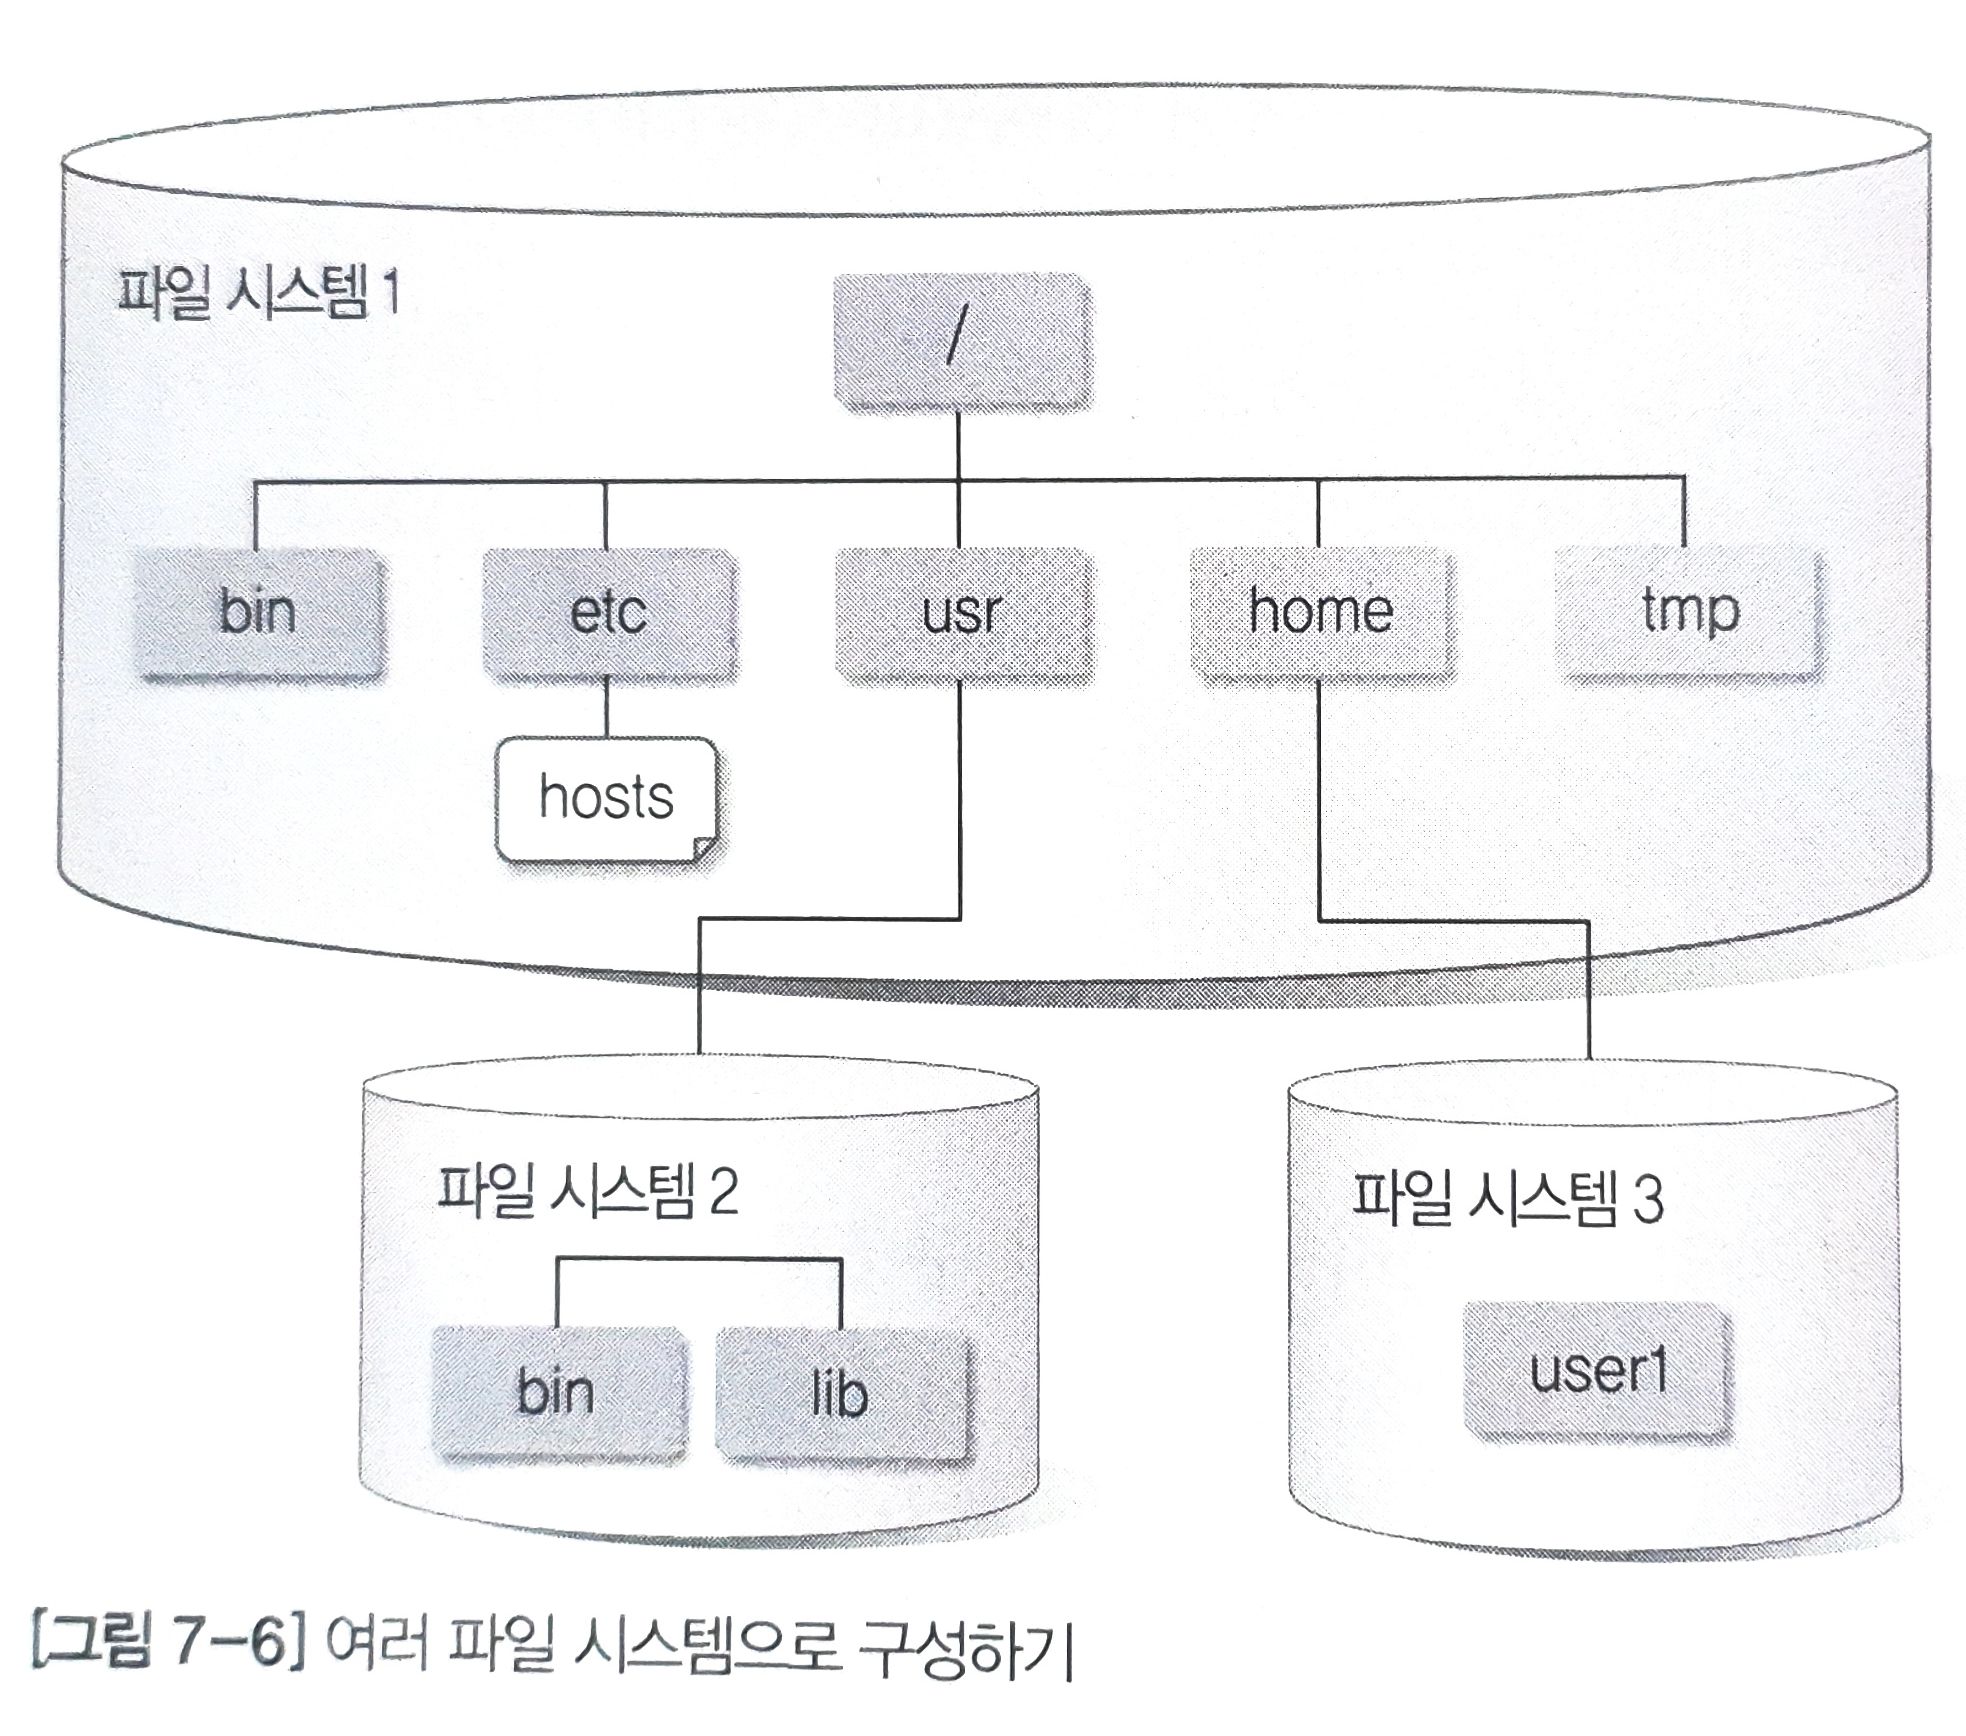 파일 시스템 1
/
bin etc usr home tmp
hosts
파일 시스템 2
bin lib
파일 시스템 3
user1
[그림 7-6] 여러 파일 시스템으로 구성하기